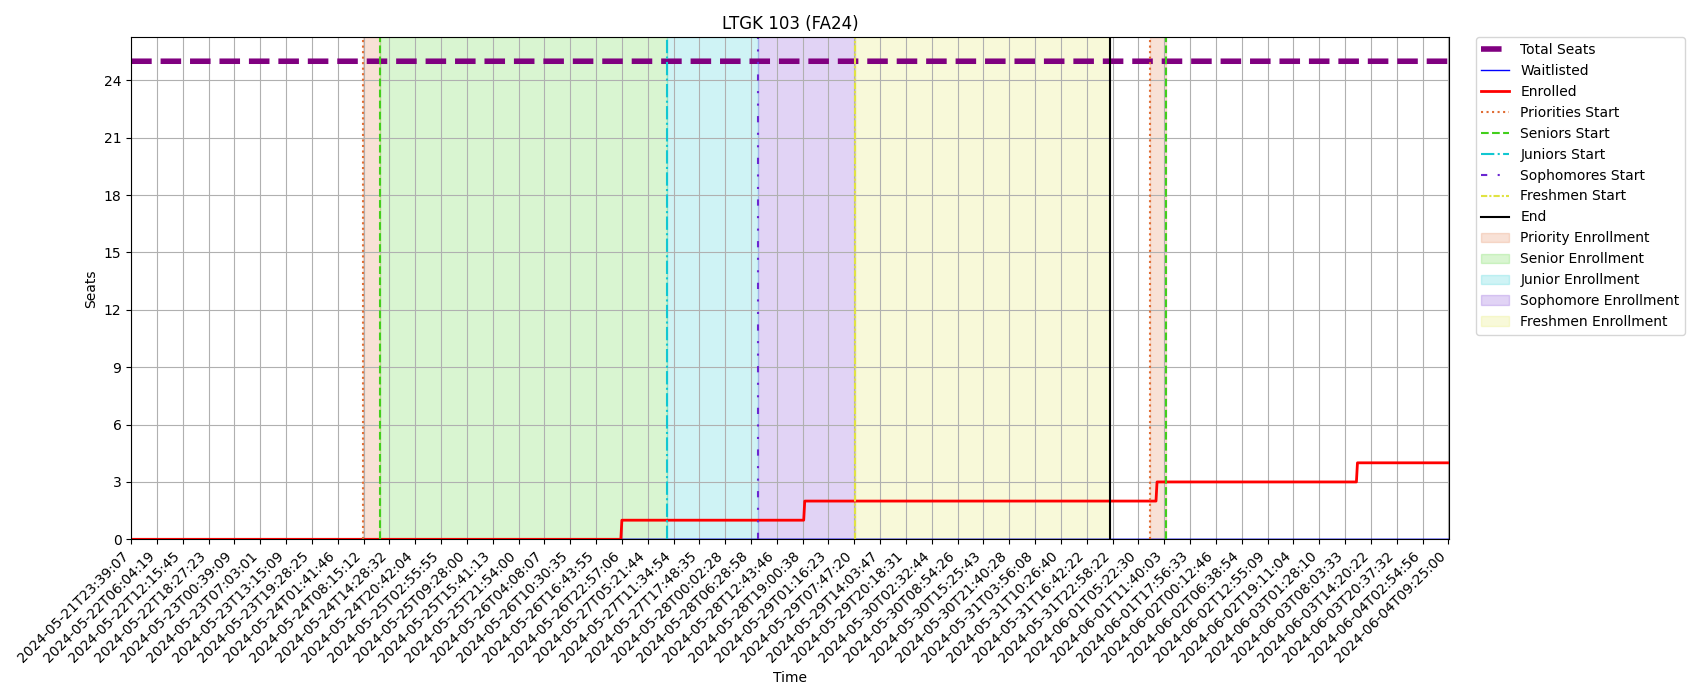 LTGK 103 (FA24)
Total Seats
Waitlisted
Enrolled
Priorities Start
Seniors Start
Juniors Start
Sophomores Start
Freshmen Start
End
Priority Enrollment
Senior Enrollment
Junior Enrollment
Sophomore Enrollment
Freshmen Enrollment
Seats
24
21
18
15
12
9
6
3
0
2024-05-21T23:39:07
2024-05-22T06:04:19
2024-05-22T12:15:45
2024-05-22T18:27:23
2024-05-23T00:39:09
2024-05-23T07:03:01
2024-05-23T13:15:09
2024-05-23T19:28:25
2024-05-24T01:41:46
2024-05-24T08:15:12
2024-05-24T14:28:32
2024-05-24T20:42:04
2024-05-25T02:55:55
2024-05-25T09:28:00
2024-05-25T15:41:13
2024-05-25T21:54:00
2024-05-26T04:08:07
2024-05-26T10:30:35
2024-05-26T16:43:55
2024-05-26T22:57:06
2024-05-27T05:21:44
2024-05-27T11:34:54
2024-05-27T17:48:35
2024-05-28T00:02:28
2024-05-28T06:28:58
2024-05-28T12:43:46
2024-05-28T19:00:38
2024-05-29T01:16:23
2024-05-29T07:47:20
2024-05-29T14:03:47
2024-05-29T20:18:31
2024-05-30T02:32:44
2024-05-30T08:54:26
2024-05-30T15:25:43
2024-05-30T21:40:28
2024-05-31T03:56:08
2024-05-31T10:26:40
2024-05-31T16:42:22
2024-05-31T22:58:22
2024-06-01T05:22:30
2024-06-01T11:40:03
2024-06-01T17:56:33
2024-06-02T00:12:46
2024-06-02T06:38:54
2024-06-02T12:55:09
2024-06-02T19:11:04
2024-06-03T01:28:10
2024-06-03T08:03:33
2024-06-03T14:20:22
2024-06-03T20:37:32
2024-06-04T02:54:56
2024-06-04T09:25:00
Time